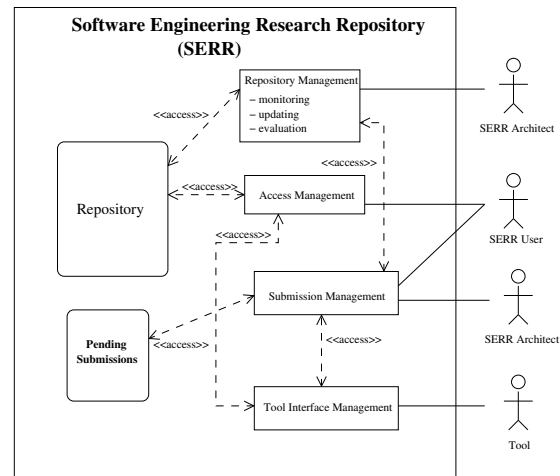 Software Engineering Research Repository
(SERR)
Repository Management
– monitoring
– updating
– evaluation
SERR Architect
<<access>>
<<access>>
<<access>>
Repository
Access Management
<<access>>
SERR User
Submission Management
Pending
Submissions
<<access>>
<<access>>
SERR Architect
Tool Interface Management
Tool